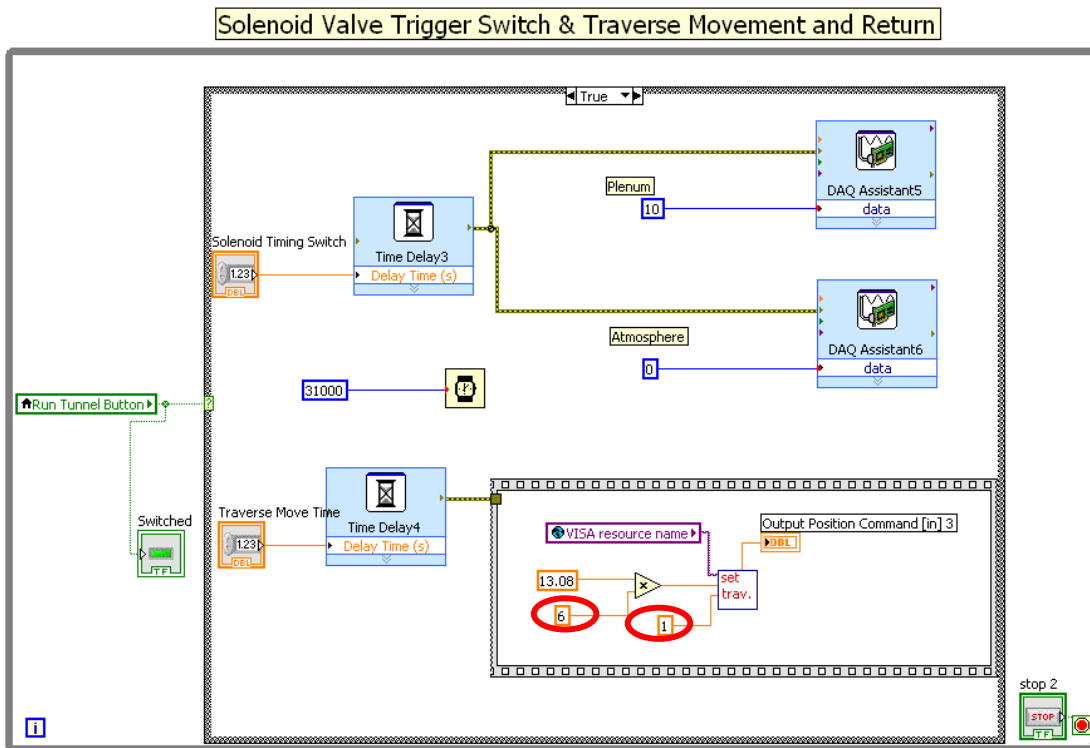 Solenoid Valve Trigger Switch & Traverse Movement and Return
True
Plenum
10
DAQ Assistant5
data
Solenoid Timing Switch
1.23
DBL
Time Delay3
Delay Time (s)
Atmosphere
0
DAQ Assistant6
data
31000
Run Tunnel Button
?
Switched
TF
Traverse Move Time
1.23
DBL
Time Delay4
Delay Time (s)
VISA resource name
Output Position Command [in] 3
DBL
13.08
x
6
1
set
trav.
stop 2
STOP
TF
i